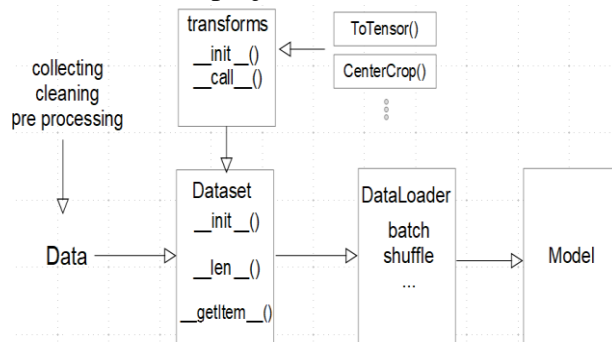 transforms
__init__()
__call__()
ToTensor()
CenterCrop()
collecting
cleaning
pre processing
Data
Dataset
__init__()
__len__()
__getItem__()
DataLoader
batch
shuffle
...
Model